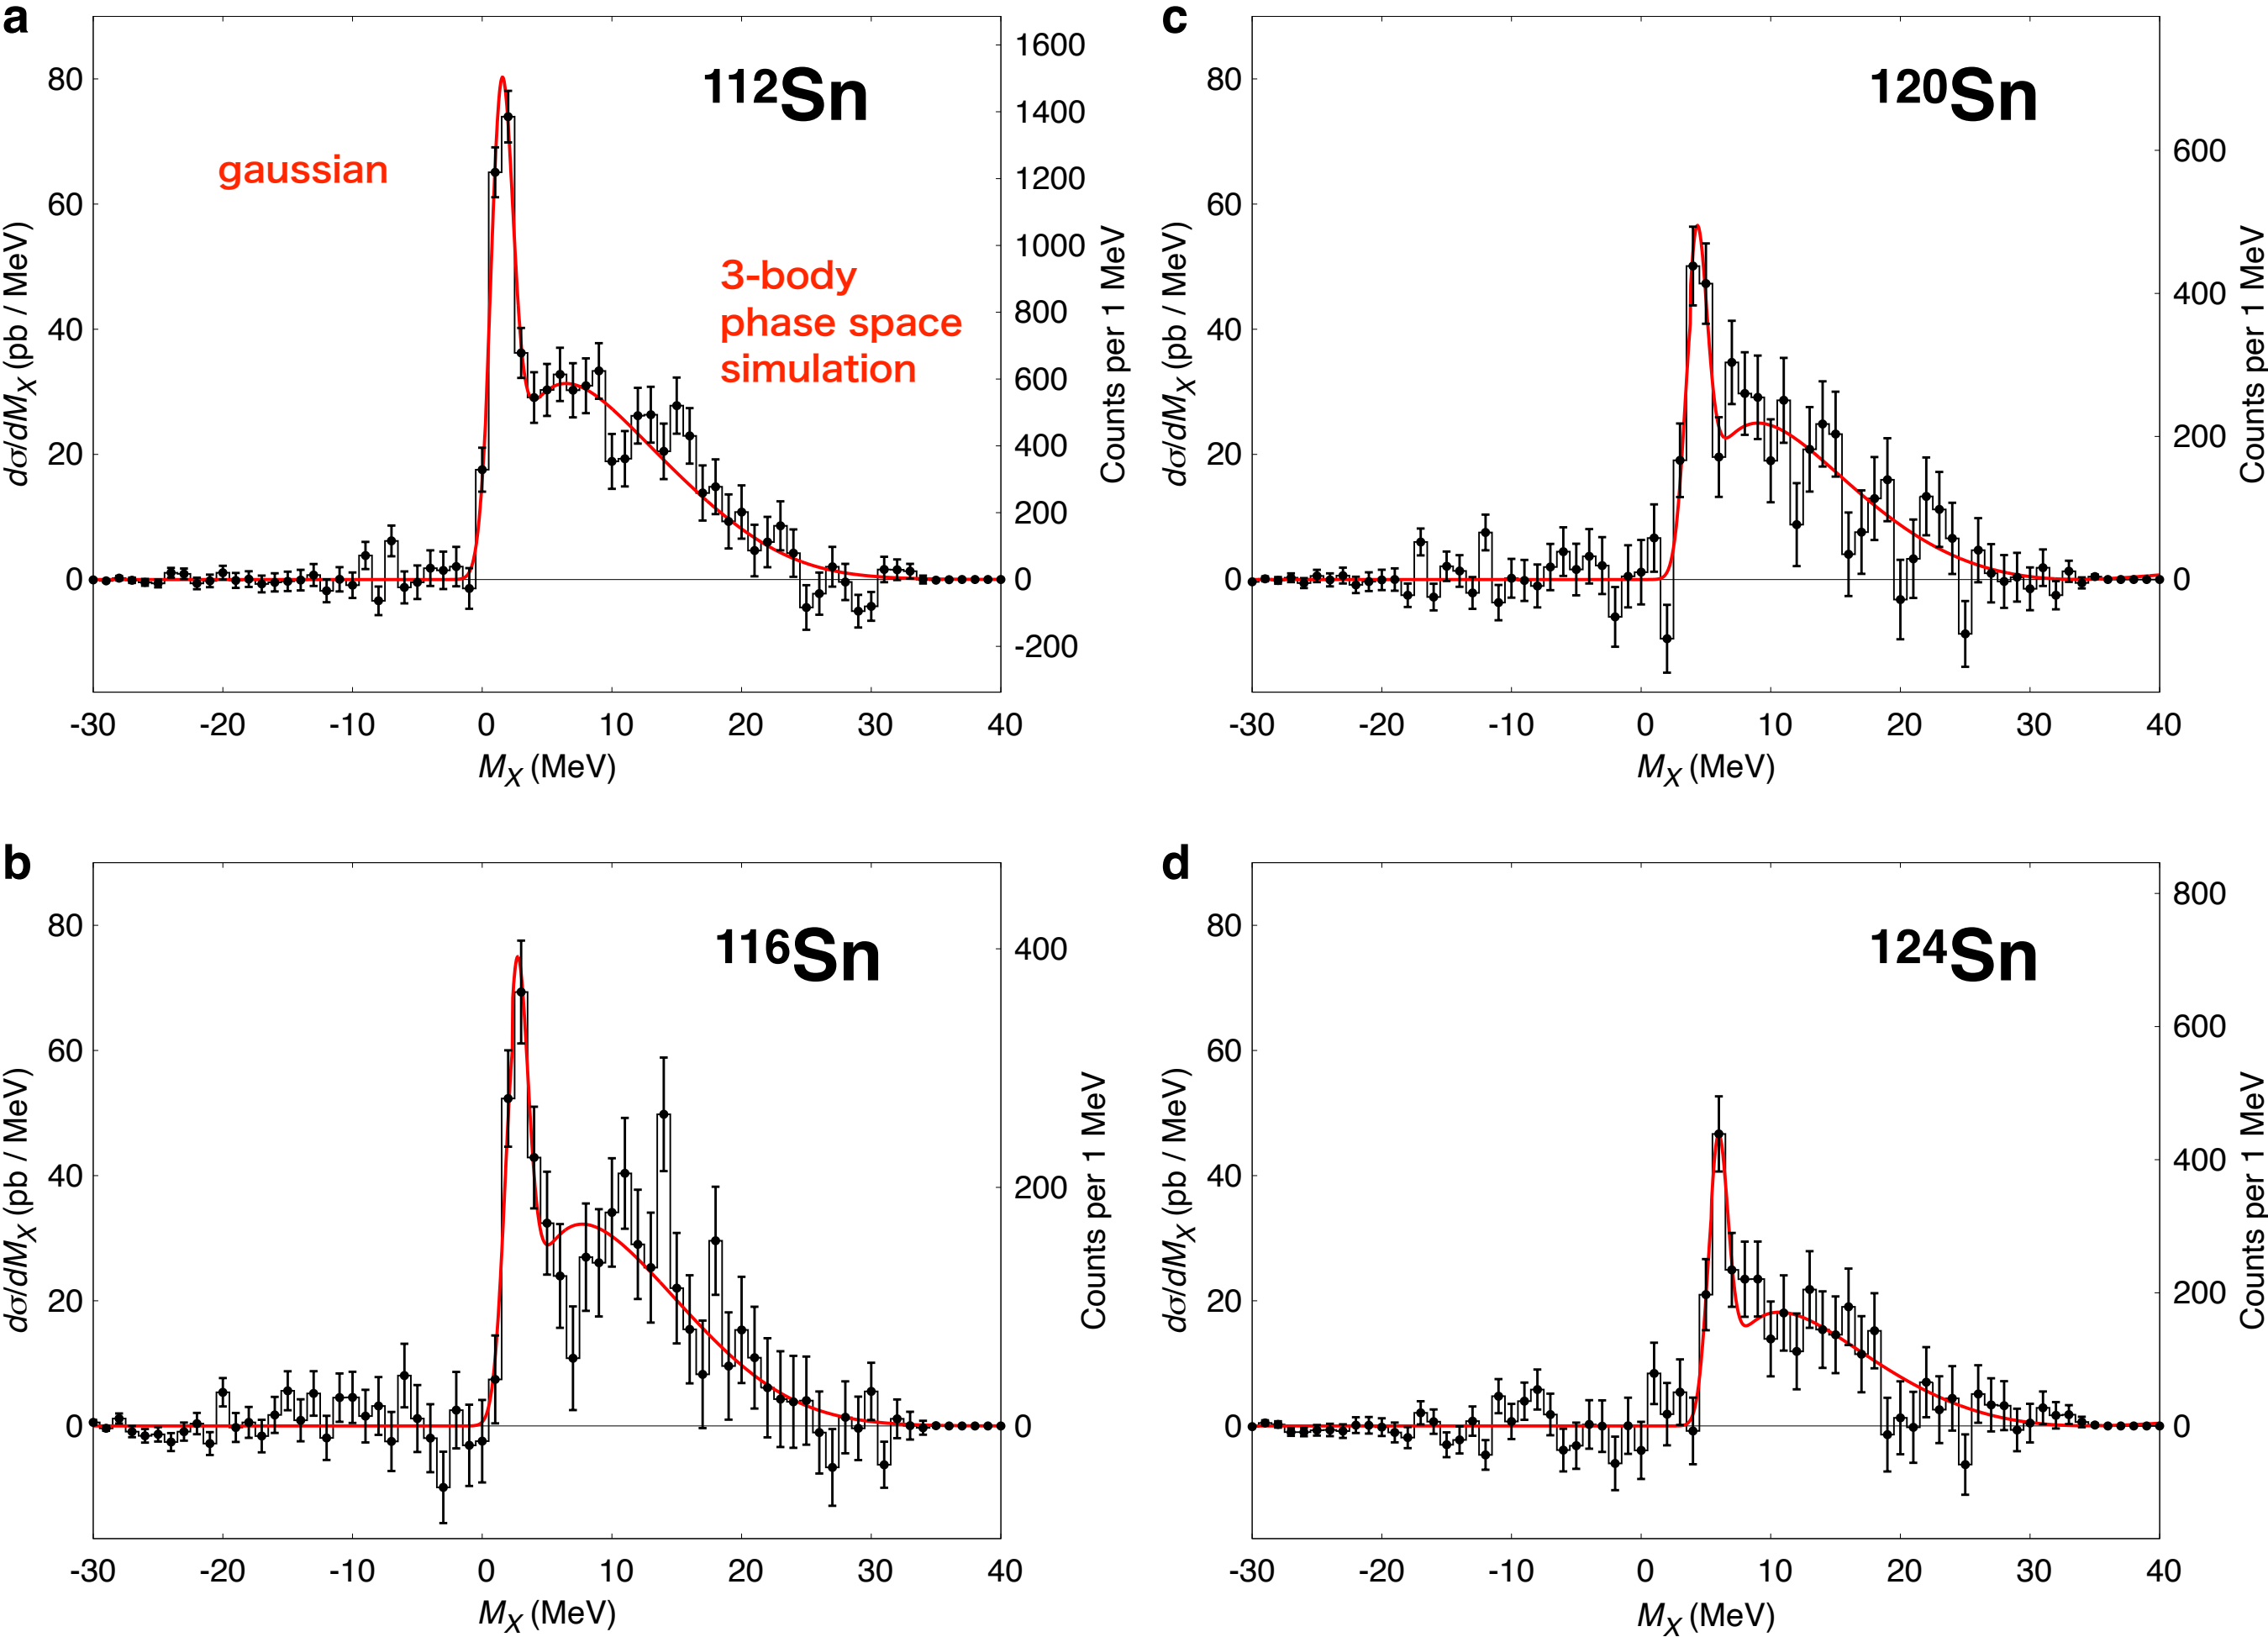 a
112Sn
gaussian
3-body
phase space
simulation
dσ/dMX (pb / MeV)
80
60
40
20
0
1600
1400
1200
1000
800
600
400
200
0
-200
Counts per 1 MeV
-30 -20 -10 0 10 20 30 40
MX (MeV)
c
120Sn
dσ/dMX (pb / MeV)
80
60
40
20
0
600
400
200
0
Counts per 1 MeV
-30 -20 -10 0 10 20 30 40
MX (MeV)
b
116Sn
dσ/dMX (pb / MeV)
80
60
40
20
0
400
200
0
Counts per 1 MeV
-30 -20 -10 0 10 20 30 40
MX (MeV)
d
124Sn
dσ/dMX (pb / MeV)
80
60
40
20
0
800
600
400
200
0
Counts per 1 MeV
-30 -20 -10 0 10 20 30 40
MX (MeV)